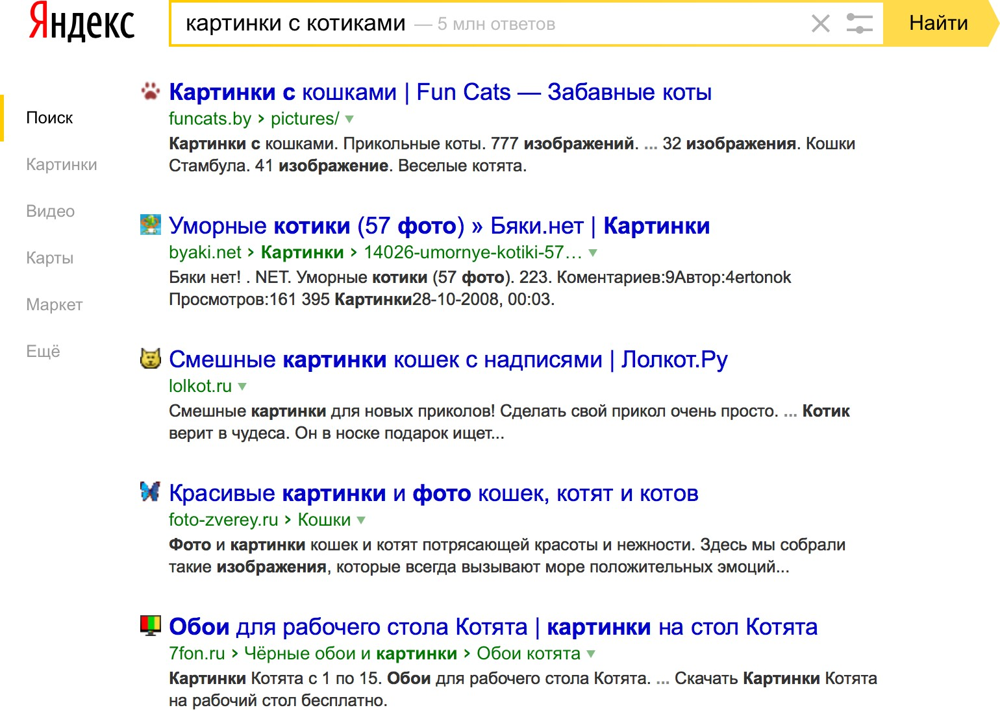 Яндекс
картинки с котиками — 5 млн ответов
Найти
Поиск
Картинки
Видео
Карты
Маркет
Ещё
Картинки с кошками | Fun Cats — Забавные коты
funcats.by › pictures/
Картинки с кошками. Прикольные коты. 777 изображений. ... 32 изображения. Кошки
Стамбула. 41 изображение. Веселые котята.
Уморные котики (57 фото) » Бяки.нет | Картинки
byaki.net › Картинки › 14026-umornye-kotiki-57…
Бяки нет! . NET. Уморные котики (57 фото). 223. Коментариев:9Автор:4ertonok
Просмотров:161 395 Картинки28-10-2008, 00:03.
Смешные картинки кошек с надписями | Лолкот.Ру
lolkot.ru
Смешные картинки для новых приколов! Сделать свой прикол очень просто. ... Котик
верит в чудеса. Он в носке подарок ищет...
Красивые картинки и фото кошек, котят и котов
foto-zverey.ru › Кошки
Фото и картинки кошек и котят потрясающей красоты и нежности. Здесь мы собрали
такие изображения, которые всегда вызывают море положительных эмоций...
Обои для рабочего стола Котята | картинки на стол Котята
7fon.ru › Чёрные обои и картинки › Обои котята
Картинки Котята с 1 по 15. Обои для рабочего стола Котята. ... Скачать Картинки Котята
на рабочий стол бесплатно.